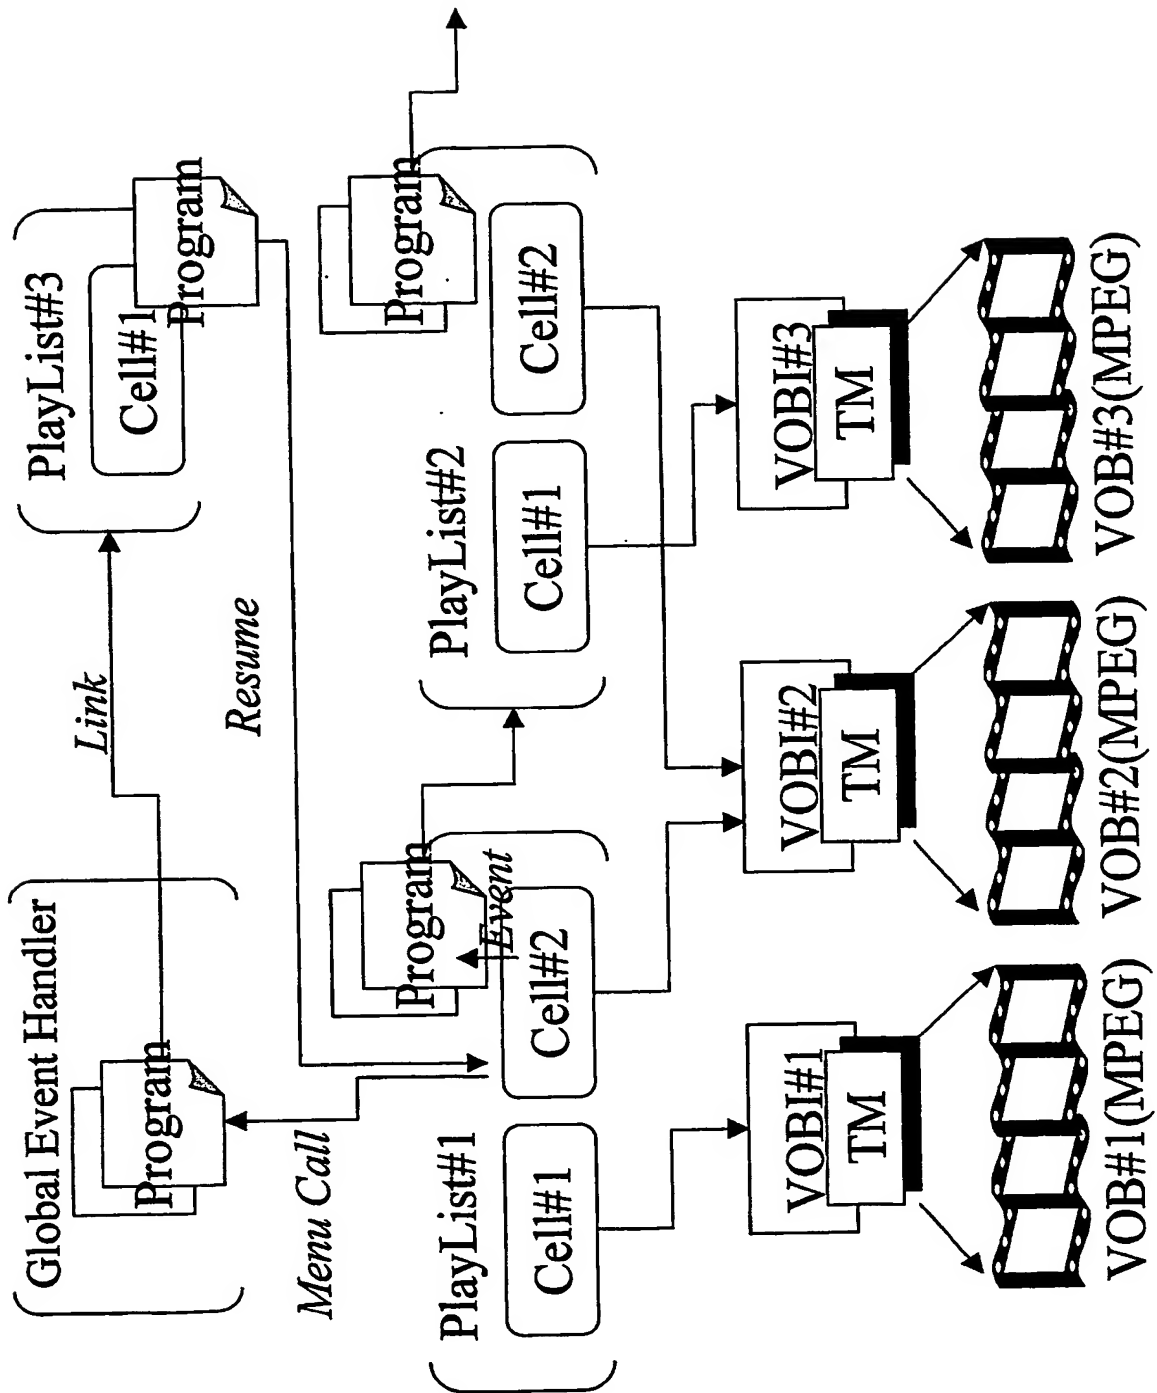 Global Event Handler
Program
Link
PlayList#3
Cell#1
Program
Menu Call
Resume
PlayList#1
Cell#1
Cell#2
Event
Program
PlayList#2
Cell#1
Cell#2
Program
VOBI#1
TM
VOBI#2
TM
VOBI#3
TM
VOB#1(MPEG)
VOB#2(MPEG)
VOB#3(MPEG)